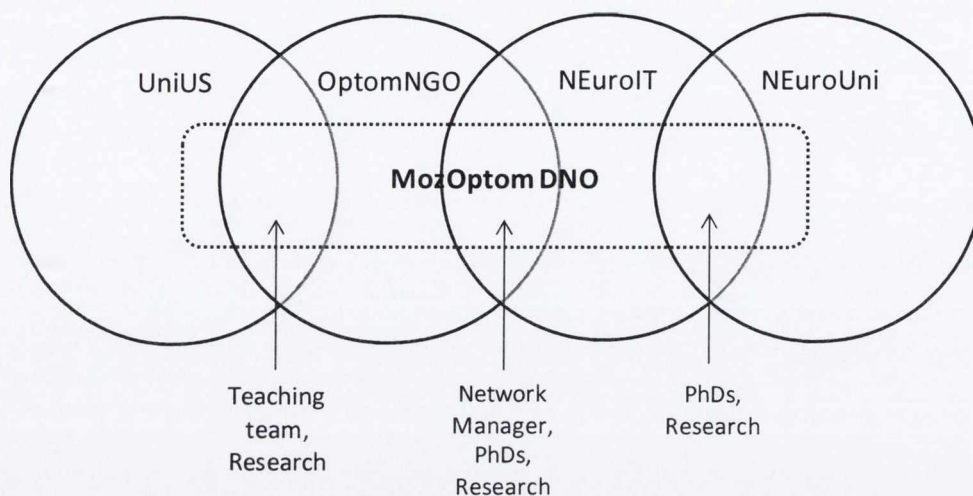 UniUS
OptomNGO
NEuroIT
NEuroUni
MozOptom DNO
Teaching
team,
Research
Network
Manager,
PhDs,
Research
PhDs,
Research